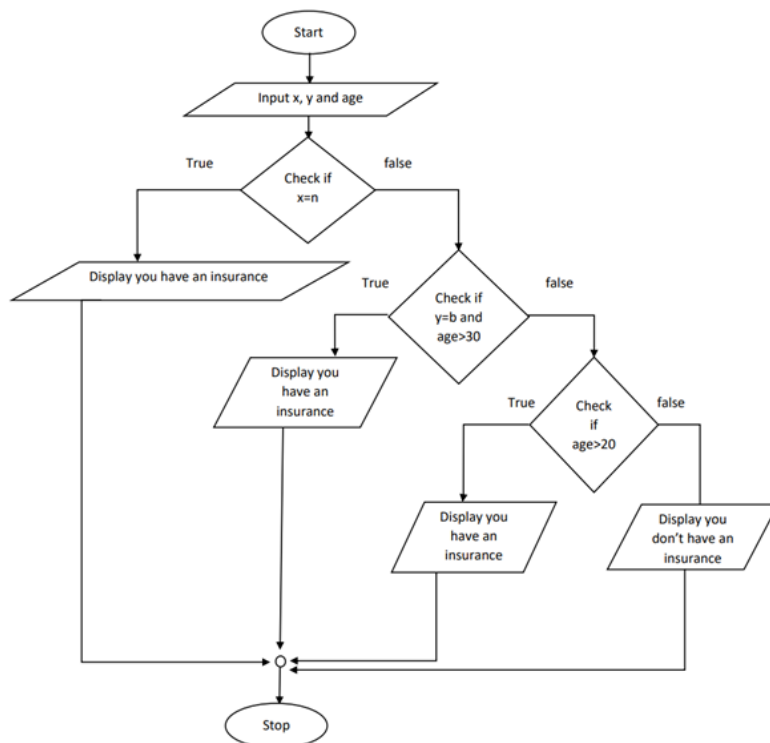 Start
Input x, y and age
True
false
Check if
x=n
Display you have an insurance
True
false
Check if
y=b and
age>30
Display you
have an
insurance
True
false
Check
if
age>20
Display you
have an
insurance
Display you
don’t have an
insurance
Stop